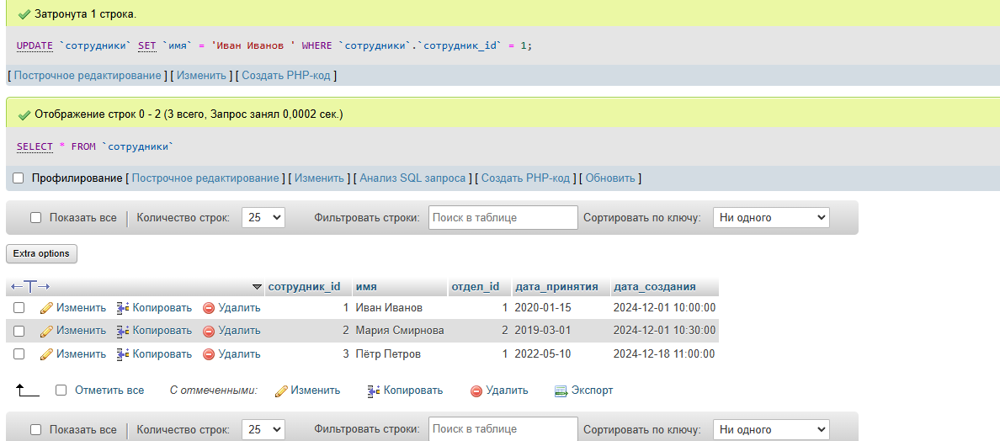 Затронута 1 строка.
UPDATE `сотрудники` SET `имя` = 'Иван Иванов ' WHERE `сотрудники`.`сотрудник_id` = 1;
[ Построчное редактирование ] [ Изменить ] [ Создать PHP-код ]
Отображение строк 0 - 2 (3 всего, Запрос занял 0,0002 сек.)
SELECT * FROM `сотрудники`
Профилирование [ Построчное редактирование ] [ Изменить ] [ Анализ SQL запроса ] [ Создать PHP-код ] [ Обновить ]
Показать все Количество строк: 25 Фильтровать строки: Поиск в таблице Сортировать по ключу: Ни одного
Extra options
←T→ сотрудник_id имя отдел_id дата_принятия дата_создания
Изменить Копировать Удалить 1 Иван Иванов 1 2020-01-15 2024-12-01 10:00:00
Изменить Копировать Удалить 2 Мария Смирнова 2 2019-03-01 2024-12-01 10:30:00
Изменить Копировать Удалить 3 Пётр Петров 1 2022-05-10 2024-12-18 11:00:00
Отметить все С отмеченными: Изменить Копировать Удалить Экспорт
Показать все Количество строк: 25 Фильтровать строки: Поиск в таблице Сортировать по ключу: Ни одного